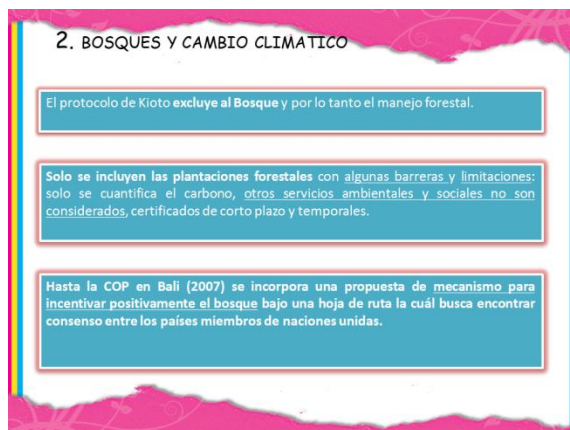 2. BOSQUES Y CAMBIO CLIMATICO
El protocolo de Kioto excluye al Bosque y por lo tanto el manejo forestal.
Solo se incluyen las plantaciones forestales con algunas barreras y limitaciones:
solo se cuantifica el carbono, otros servicios ambientales y sociales no son
considerados, certificados de corto plazo y temporales.
Hasta la COP en Bali (2007) se incorpora una propuesta de mecanismo para
incentivar positivamente el bosque bajo una hoja de ruta la cuál busca encontrar
consenso entre los países miembros de naciones unidas.